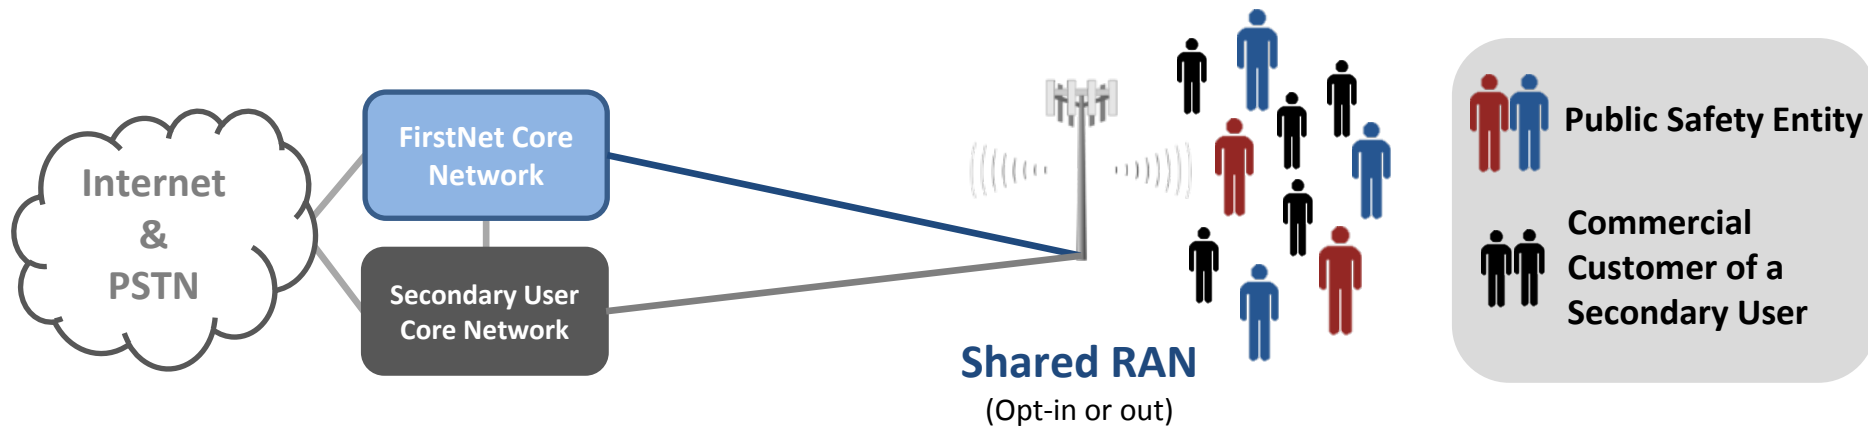 Internet
&
PSTN
FirstNet Core
Network
Secondary User
Core Network
Shared RAN
(Opt-in or out)
Public Safety Entity
Commercial
Customer of a
Secondary User